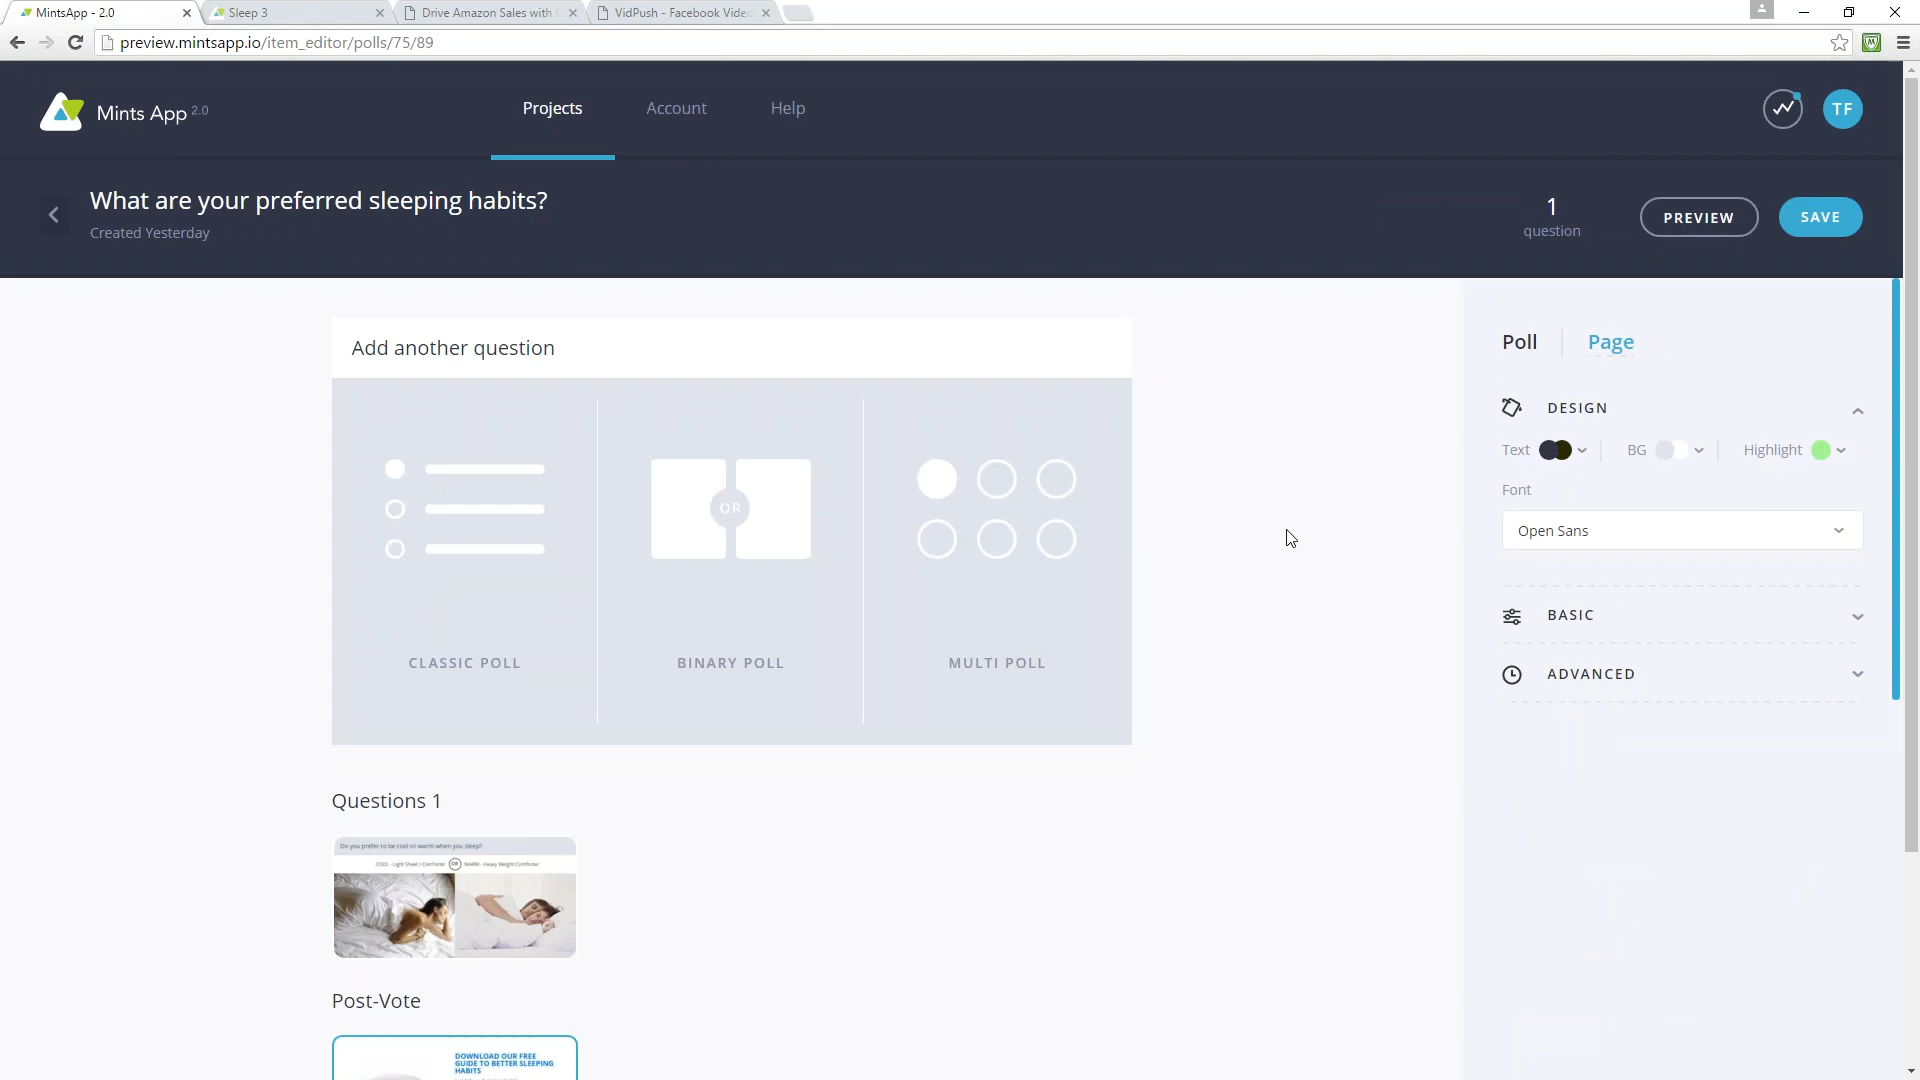 MintsApp - 2.0
Sleep 3
Drive Amazon Sales with
VidPush - Facebook Video
preview.mintsapp.io/item_editor/polls/75/89
Mints App 2.0
Projects
Account
Help
TF
What are your preferred sleeping habits?
Created Yesterday
1
question
PREVIEW
SAVE
Add another question
OR
CLASSIC POLL
BINARY POLL
MULTI POLL
Questions 1
Do you prefer to be cool or warm when you sleep?
COOL - Light Sheet / Comforter
OR
WARM - Heavy Weight Comforter
Post-Vote
DOWNLOAD OUR FREE
GUIDE TO BETTER SLEEPING
HABITS
Poll
Page
DESIGN
Text
BG
Highlight
Font
Open Sans
BASIC
ADVANCED